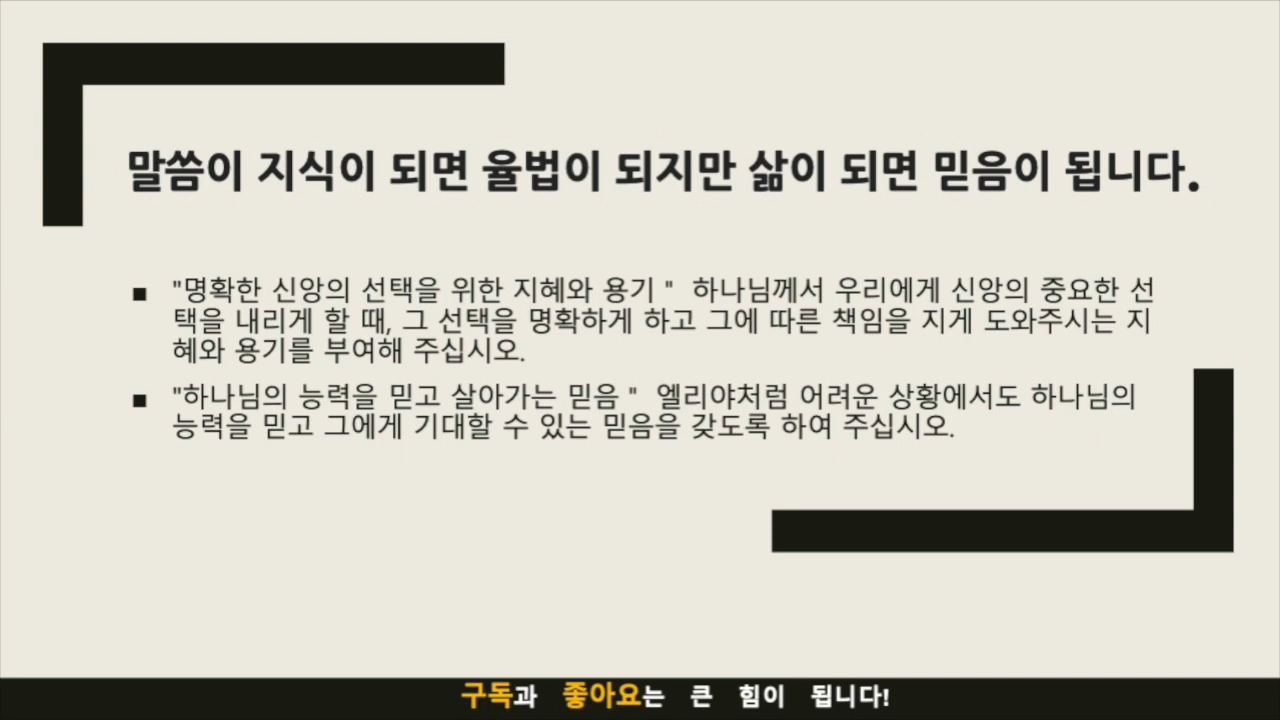 말씀이 지식이 되면 율법이 되지만 삶이 되면 믿음이 됩니다.
■ "명확한 신앙의 선택을 위한 지혜와 용기 " 하나님께서 우리에게 신앙의 중요한 선
택을 내리게 할 때, 그 선택을 명확하게 하고 그에 따른 책임을 지게 도와주시는 지
혜와 용기를 부여해 주십시오.
■ "하나님의 능력을 믿고 살아가는 믿음 " 엘리야처럼 어려운 상황에서도 하나님의
능력을 믿고 그에게 기대할 수 있는 믿음을 갖도록 하여 주십시오.
구독과 좋아요는 큰 힘이 됩니다!